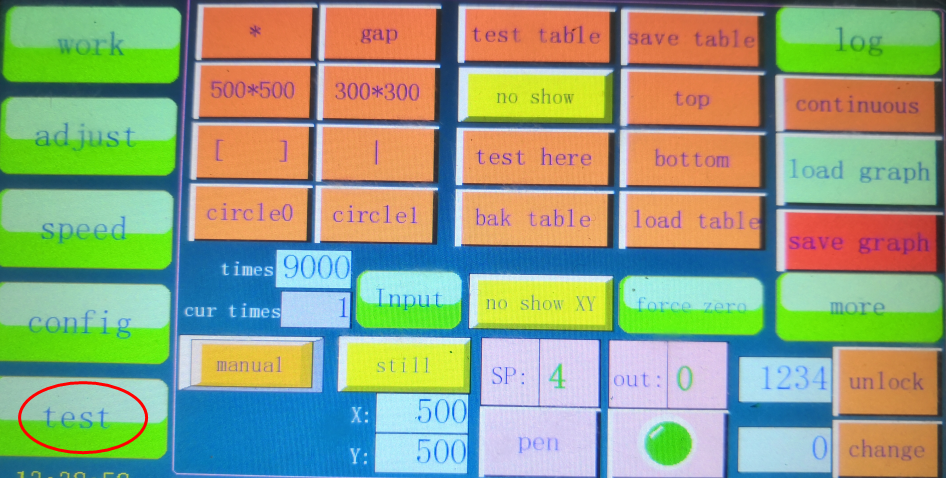 work
adjust
speed
config
test
* gap
500*500 300*300
[ ] |
circle0 circle1
test table save table
no show top
test here bottom
bak table load table
log
continuous
load graph
save graph
more
times 9000
cur times 1
Input
no show XY
force zero
manual
still
X: 500
Y: 500
SP: 4
out: 0
pen
1234 unlock
0 change